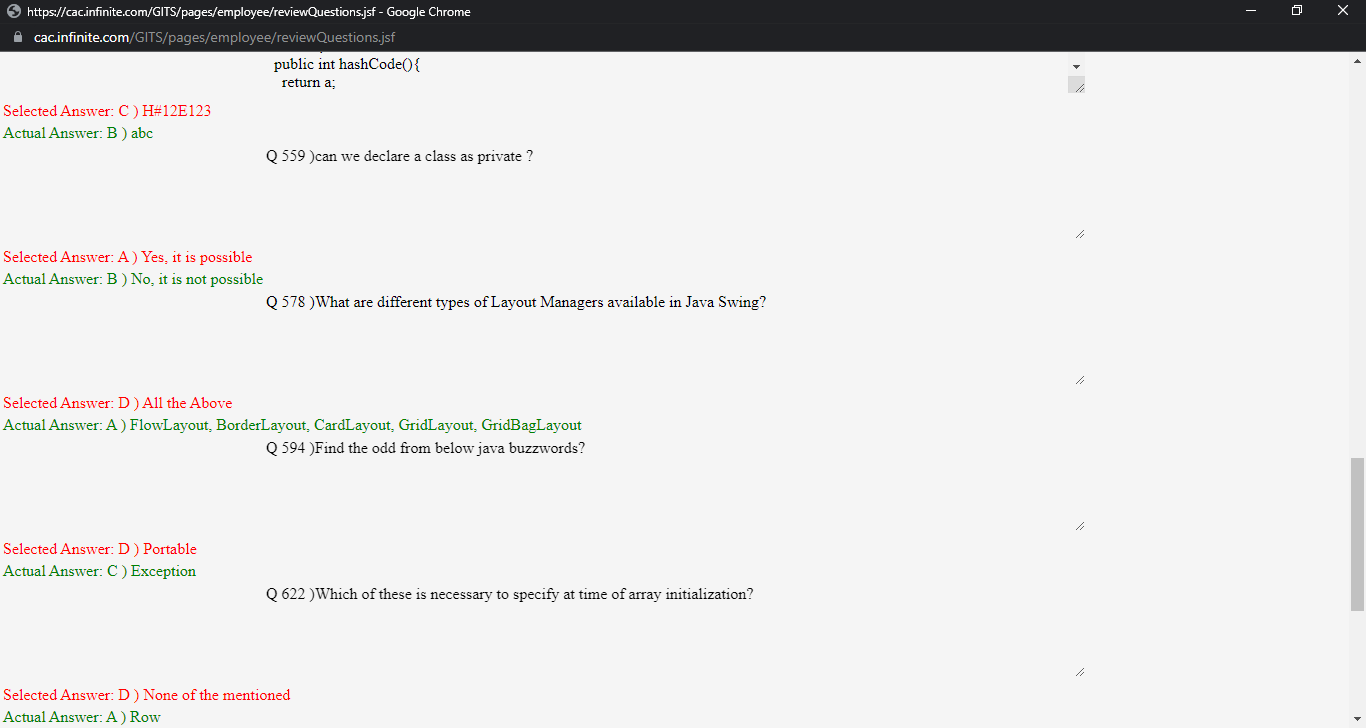 https://cac.infinite.com/GITS/pages/employee/reviewQuestions.jsf - Google Chrome
cac.infinite.com/GITS/pages/employee/reviewQuestions.jsf
public int hashCode(){
return a;
Selected Answer: C ) H#12E123
Actual Answer: B ) abc
Q 559 )can we declare a class as private ?
Selected Answer: A ) Yes, it is possible
Actual Answer: B ) No, it is not possible
Q 578 )What are different types of Layout Managers available in Java Swing?
Selected Answer: D ) All the Above
Actual Answer: A ) FlowLayout, BorderLayout, CardLayout, GridLayout, GridBagLayout
Q 594 )Find the odd from below java buzzwords?
Selected Answer: D ) Portable
Actual Answer: C ) Exception
Q 622 )Which of these is necessary to specify at time of array initialization?
Selected Answer: D ) None of the mentioned
Actual Answer: A ) Row